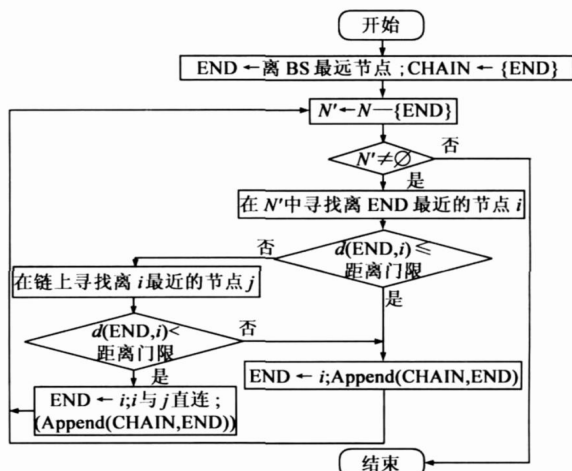 开始
END ← 离 BS 最远节点 ;CHAIN ← {END}
N′ ← N—{END}
N′≠∅
否
是
在 N′中寻找离 END 最近的节点 i
d(END,i)≤
距离门限
否
是
在链上寻找离 i 最近的节点 j
d(END,i)<
距离门限
否
是
END ← i;Append(CHAIN,END)
END ← i;i与 j 直连 ;
(Append(CHAIN,END))
结束